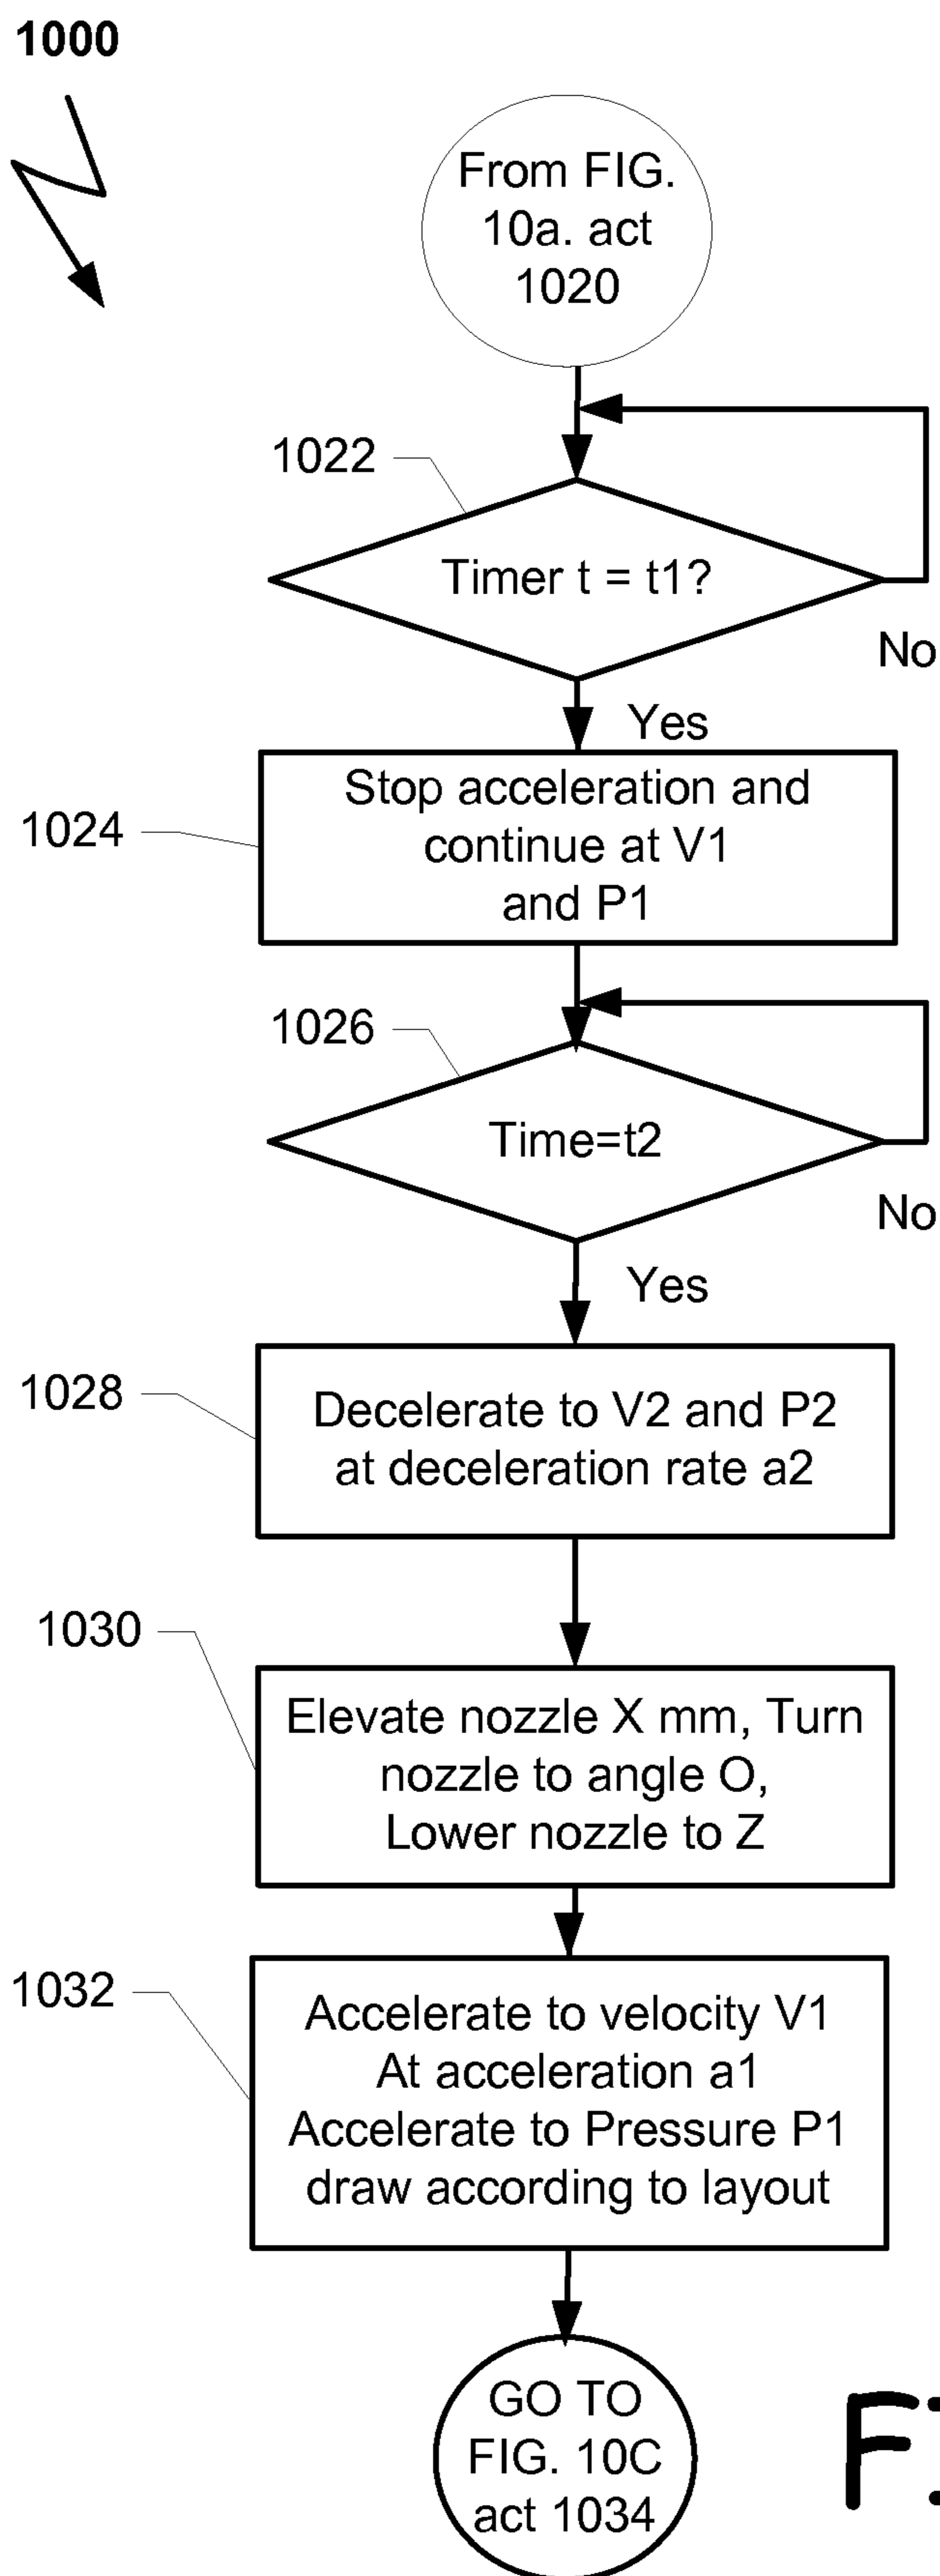 1000
From FIG.
10a. act
1020
1022
Timer t = t1?
No
Yes
1024
Stop acceleration and
continue at V1
and P1
1026
Time=t2
No
Yes
1028
Decelerate to V2 and P2
at deceleration rate a2
1030
Elevate nozzle X mm, Turn
nozzle to angle O,
Lower nozzle to Z
1032
Accelerate to velocity V1
At acceleration a1
Accelerate to Pressure P1
draw according to layout
GO TO
FIG. 10C
act 1034